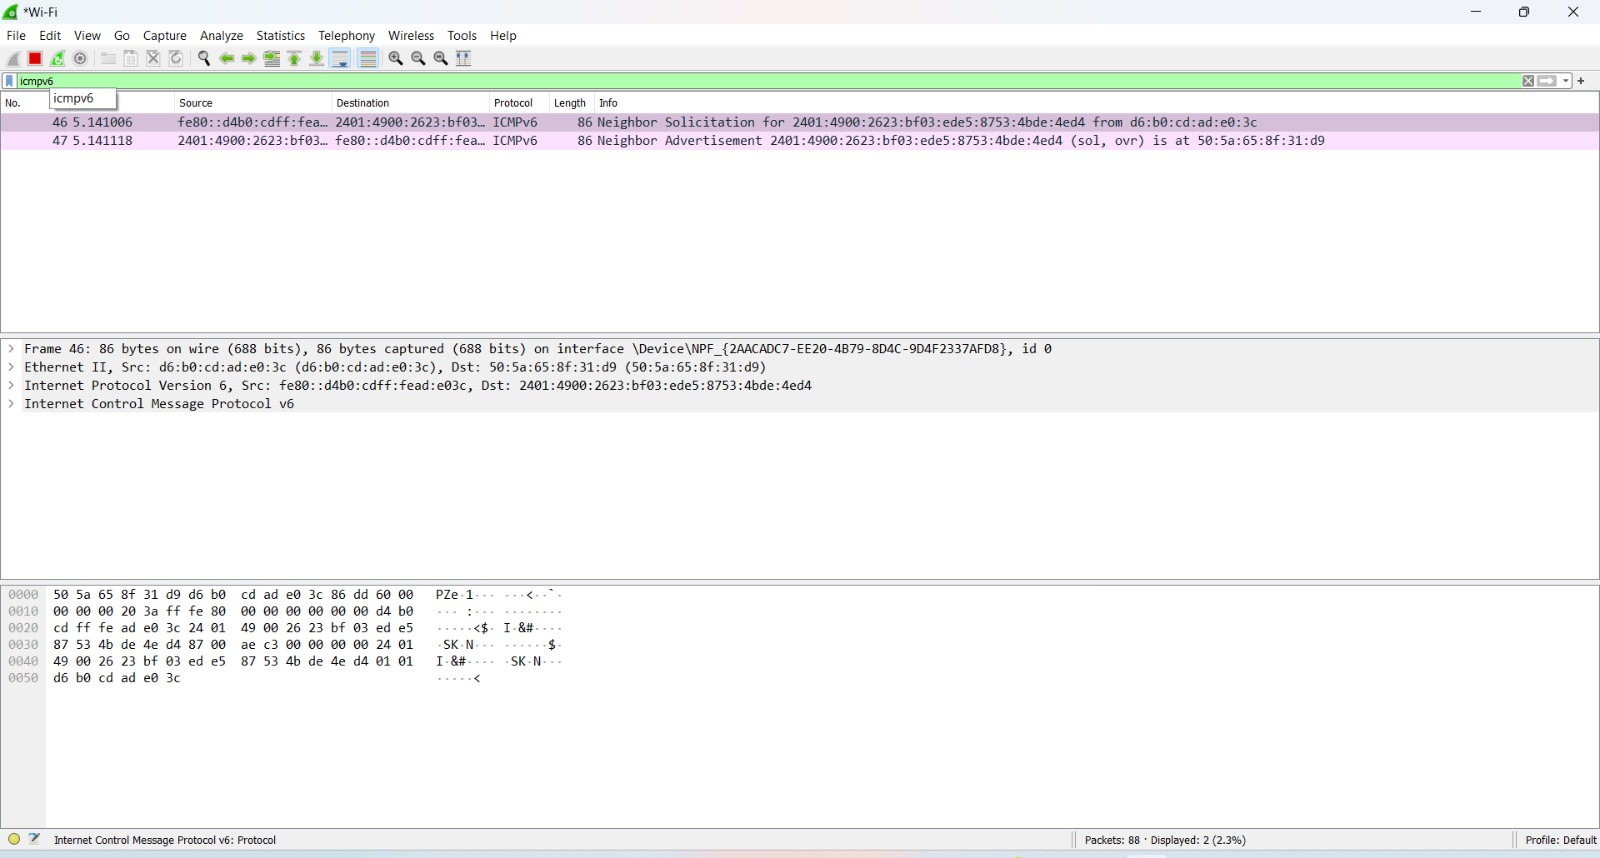 *Wi-Fi
File Edit View Go Capture Analyze Statistics Telephony Wireless Tools Help
icmpv6
icmpv6
No. Source Destination Protocol Length Info
46 5.141006 fe80::d4b0:cdff:fea… 2401:4900:2623:bf03… ICMPv6 86 Neighbor Solicitation for 2401:4900:2623:bf03:ede5:8753:4bde:4ed4 from d6:b0:cd:ad:e0:3c
47 5.141118 2401:4900:2623:bf03… fe80::d4b0:cdff:fea… ICMPv6 86 Neighbor Advertisement 2401:4900:2623:bf03:ede5:8753:4bde:4ed4 (sol, ovr) is at 50:5a:65:8f:31:d9
> Frame 46: 86 bytes on wire (688 bits), 86 bytes captured (688 bits) on interface \Device\NPF_{2AACADC7-EE20-4B79-8D4C-9D4F2337AFD8}, id 0
> Ethernet II, Src: d6:b0:cd:ad:e0:3c (d6:b0:cd:ad:e0:3c), Dst: 50:5a:65:8f:31:d9 (50:5a:65:8f:31:d9)
> Internet Protocol Version 6, Src: fe80::d4b0:cdff:fead:e03c, Dst: 2401:4900:2623:bf03:ede5:8753:4bde:4ed4
> Internet Control Message Protocol v6
0000 50 5a 65 8f 31 d9 d6 b0 cd ad e0 3c 86 dd 60 00 PZe·1··· ···<··`·
0010 00 00 00 20 3a ff fe 80 00 00 00 00 00 00 d4 b0 ··· :··· ········
0020 cd ff fe ad e0 3c 24 01 49 00 26 23 bf 03 ed e5 ·····<$· I·&#····
0030 87 53 4b de 4e d4 87 00 ae c3 00 00 00 00 24 01 ·SK·N··· ······$·
0040 49 00 26 23 bf 03 ed e5 87 53 4b de 4e d4 01 01 I·&#···· ·SK·N···
0050 d6 b0 cd ad e0 3c ·····<
Internet Control Message Protocol v6: Protocol Packets: 88 · Displayed: 2 (2.3%) Profile: Default